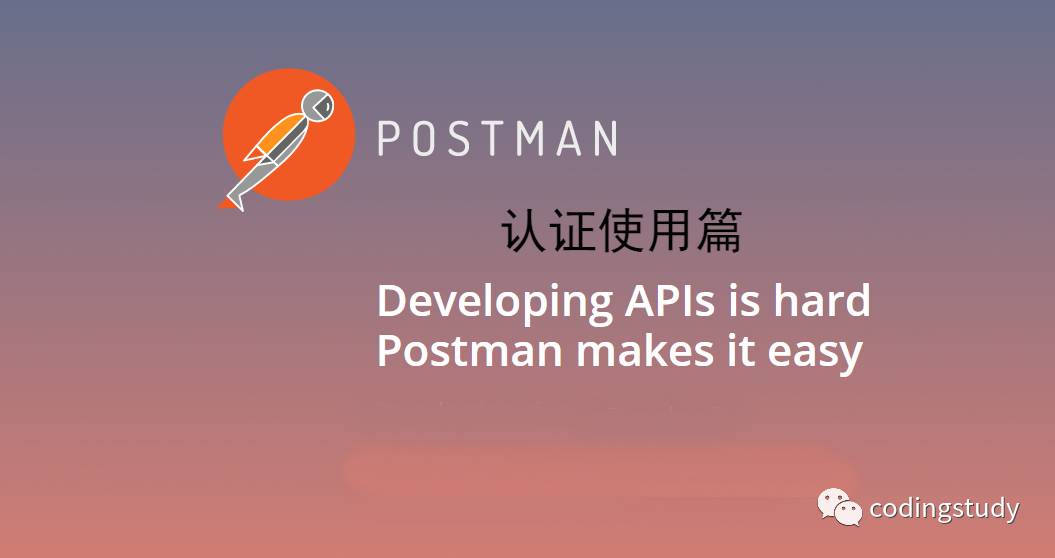 POSTMAN
认证使用篇
Developing APIs is hard
Postman makes it easy
codingstudy